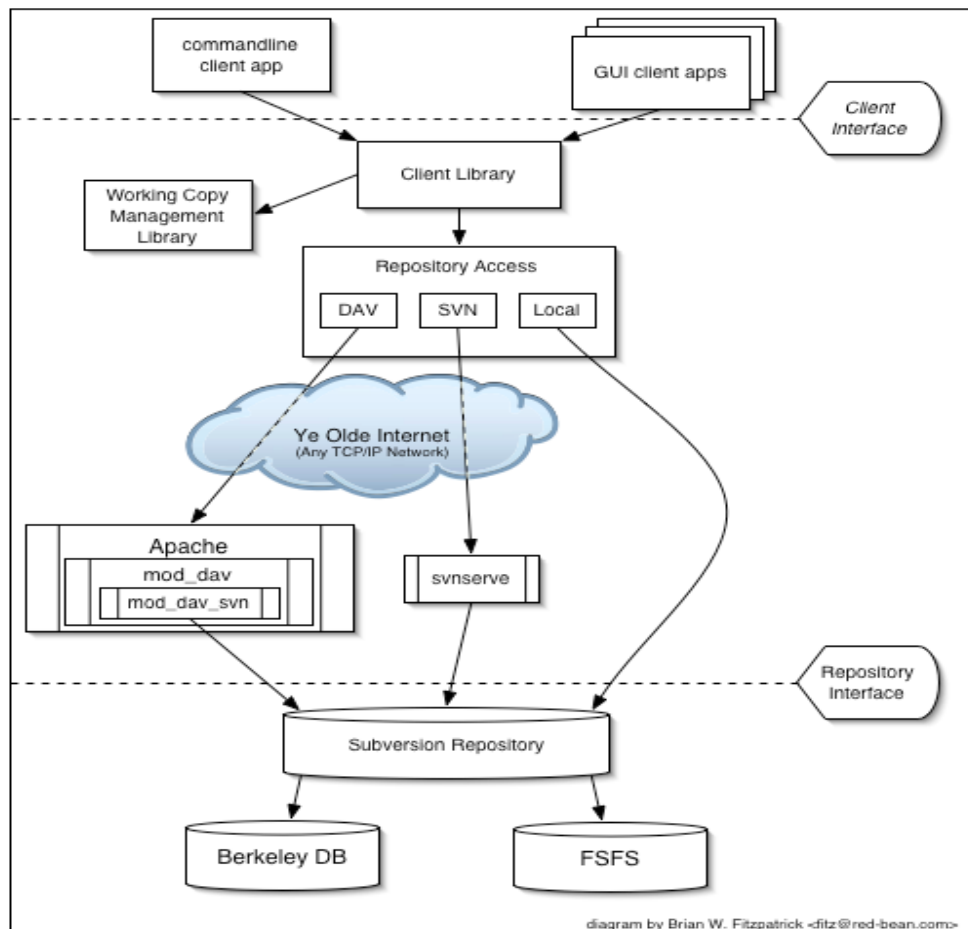 commandline
client app
GUI client apps
Client
Interface
Client Library
Working Copy
Management
Library
Repository Access
DAV
SVN
Local
Ye Olde Internet
(Any TCP/IP Network)
Apache
mod_dav
mod_dav_svn
svnserve
Repository
Interface
Subversion Repository
Berkeley DB
FSFS
diagram by Brian W. Fitzpatrick <fitz@red-bean.com>